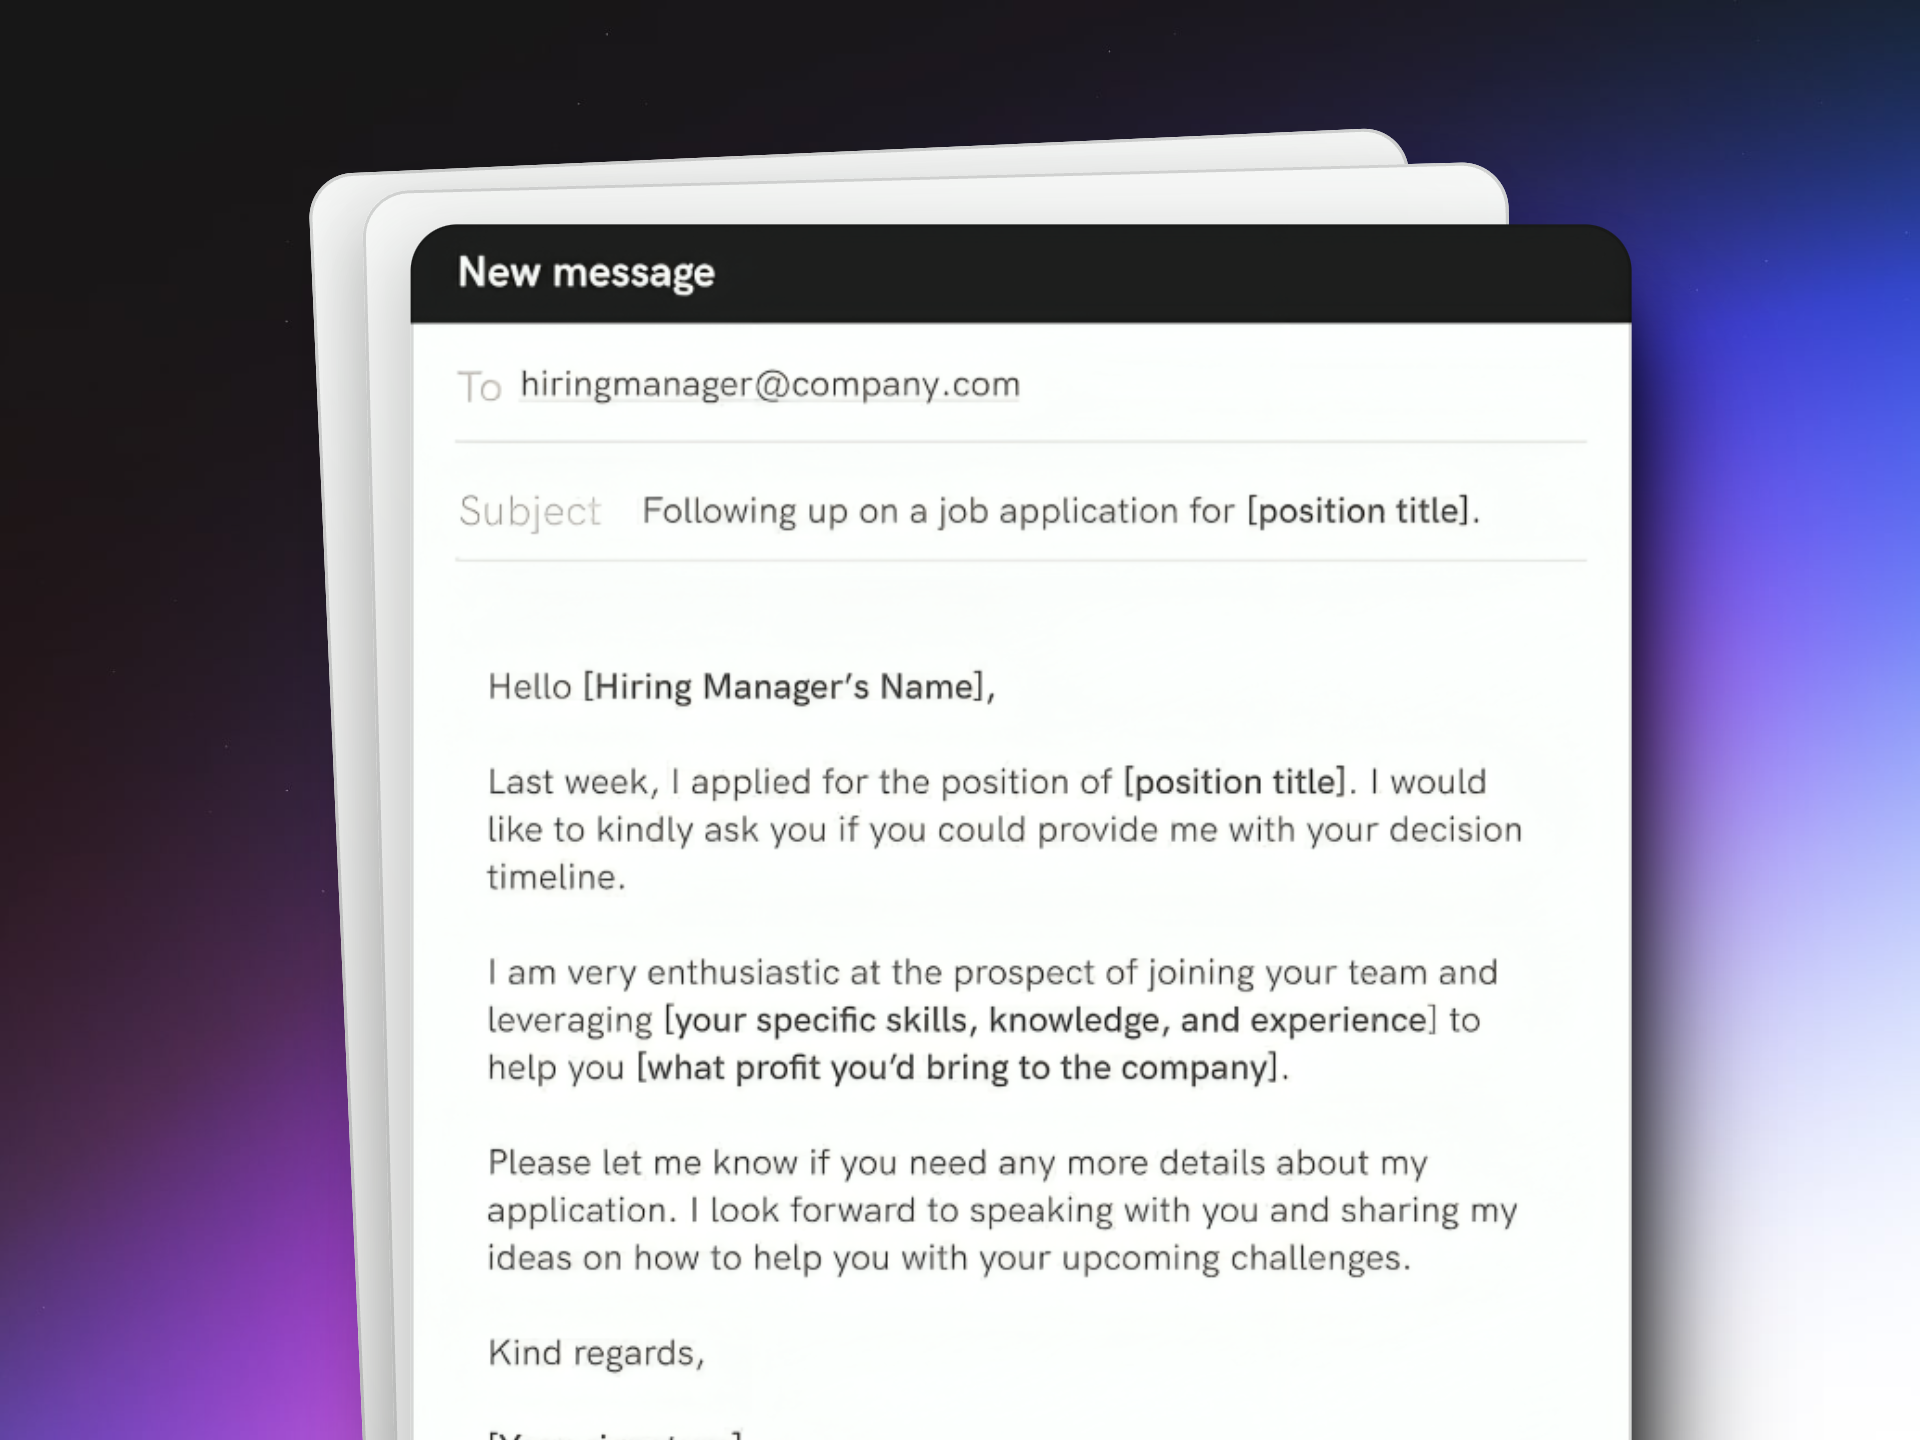 New message
To hiringmanager@company.com
Subject Following up on a job application for [position title].
Hello [Hiring Manager’s Name],
Last week, I applied for the position of [position title]. I would
like to kindly ask you if you could provide me with your decision
timeline.
I am very enthusiastic at the prospect of joining your team and
leveraging [your specific skills, knowledge, and experience] to
help you [what profit you’d bring to the company].
Please let me know if you need any more details about my
application. I look forward to speaking with you and sharing my
ideas on how to help you with your upcoming challenges.
Kind regards,